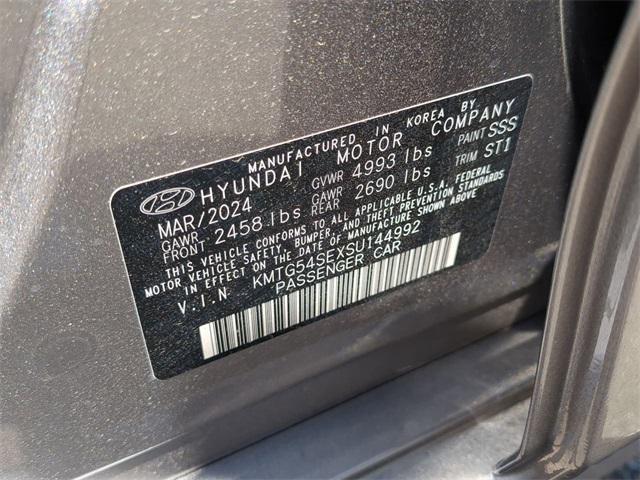 MANUFACTURED IN KOREA BY
HYUNDAI MOTOR COMPANY
MAR/2024 GVWR 4993 lbs PAINT SSS
GAWR FRONT 2458 lbs GAWR REAR 2690 lbs TRIM ST1
THIS VEHICLE CONFORMS TO ALL APPLICABLE U.S.A. FEDERAL
MOTOR VEHICLE SAFETY, BUMPER, AND THEFT PREVENTION STANDARDS
IN EFFECT ON THE DATE OF MANUFACTURE SHOWN ABOVE
V.I.N KMTG54SEXSU144992
PASSENGER CAR